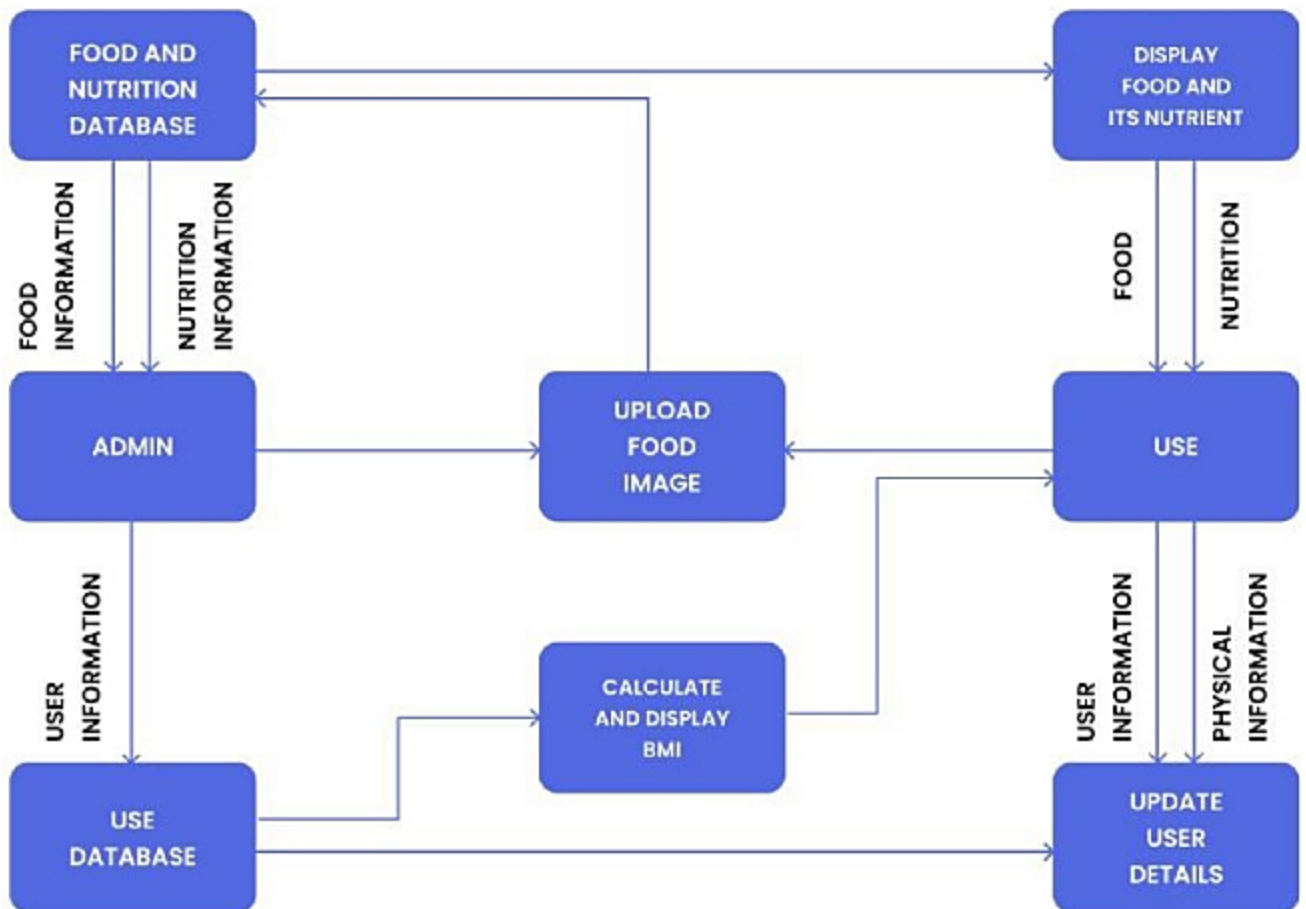 FOOD AND
NUTRITION
DATABASE
DISPLAY
FOOD AND
ITS NUTRIENT
FOOD
INFORMATION
NUTRITION
INFORMATION
FOOD
NUTRITION
ADMIN
UPLOAD
FOOD
IMAGE
USE
USER
INFORMATION
CALCULATE
AND DISPLAY
BMI
USER
INFORMATION
PHYSICAL
INFORMATION
USE
DATABASE
UPDATE
USER
DETAILS